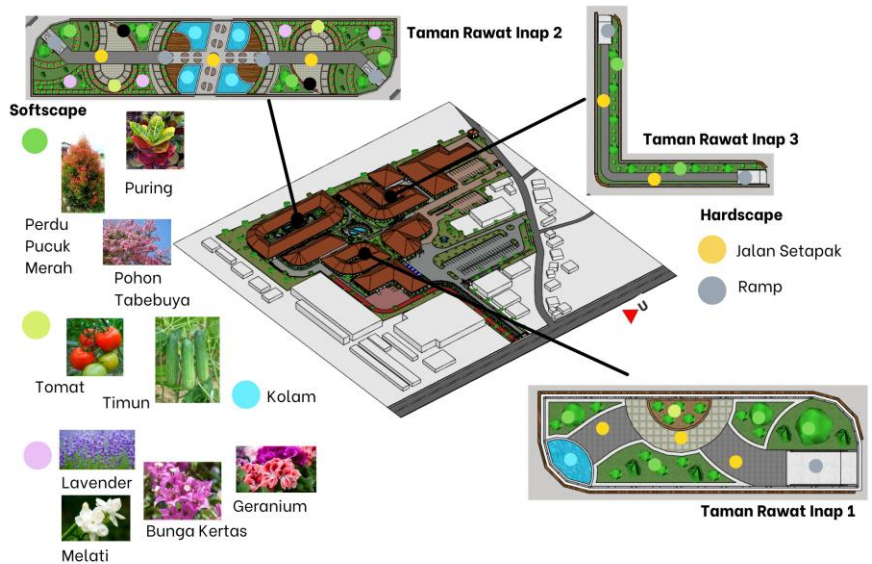 Taman Rawat Inap 2
Softscape
Puring
Perdu
Pucuk
Merah
Pohon
Tabebuya
Tomat
Timun
Kolam
Lavender
Geranium
Bunga Kertas
Melati
Taman Rawat Inap 3
Hardscape
Jalan Setapak
Ramp
U
Taman Rawat Inap 1